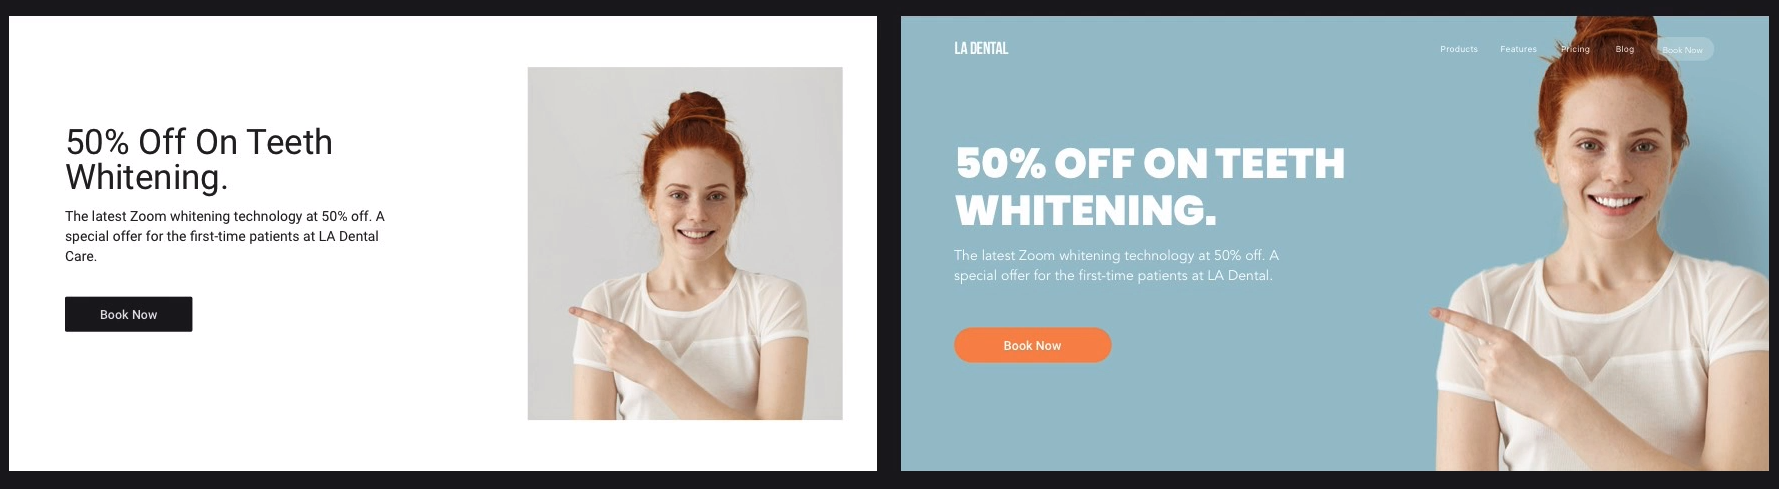 50% Off On Teeth
Whitening.
The latest Zoom whitening technology at 50% off. A
special offer for the first-time patients at LA Dental
Care.
Book Now
LA DENTAL
Products Features Pricing Blog Book Now
50% OFF ON TEETH
WHITENING.
The latest Zoom whitening technology at 50% off. A
special offer for the first-time patients at LA Dental.
Book Now